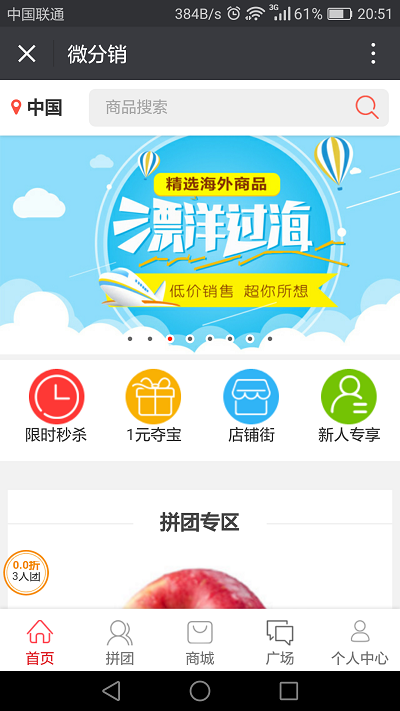 中国联通 384B/s 3G 61% 20:51
微分销
中国 商品搜索
精选海外商品
漂洋过海
低价销售 超你所想
限时秒杀 1元夺宝 店铺街 新人专享
拼团专区
0.0折
3人团
首页 拼团 商城 广场 个人中心